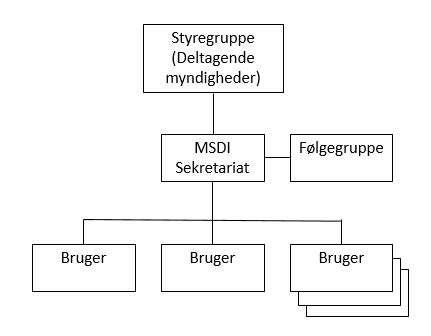 Styregruppe
(Deltagende
myndigheder)
MSDI
Sekretariat
Følgegruppe
Bruger
Bruger
Bruger